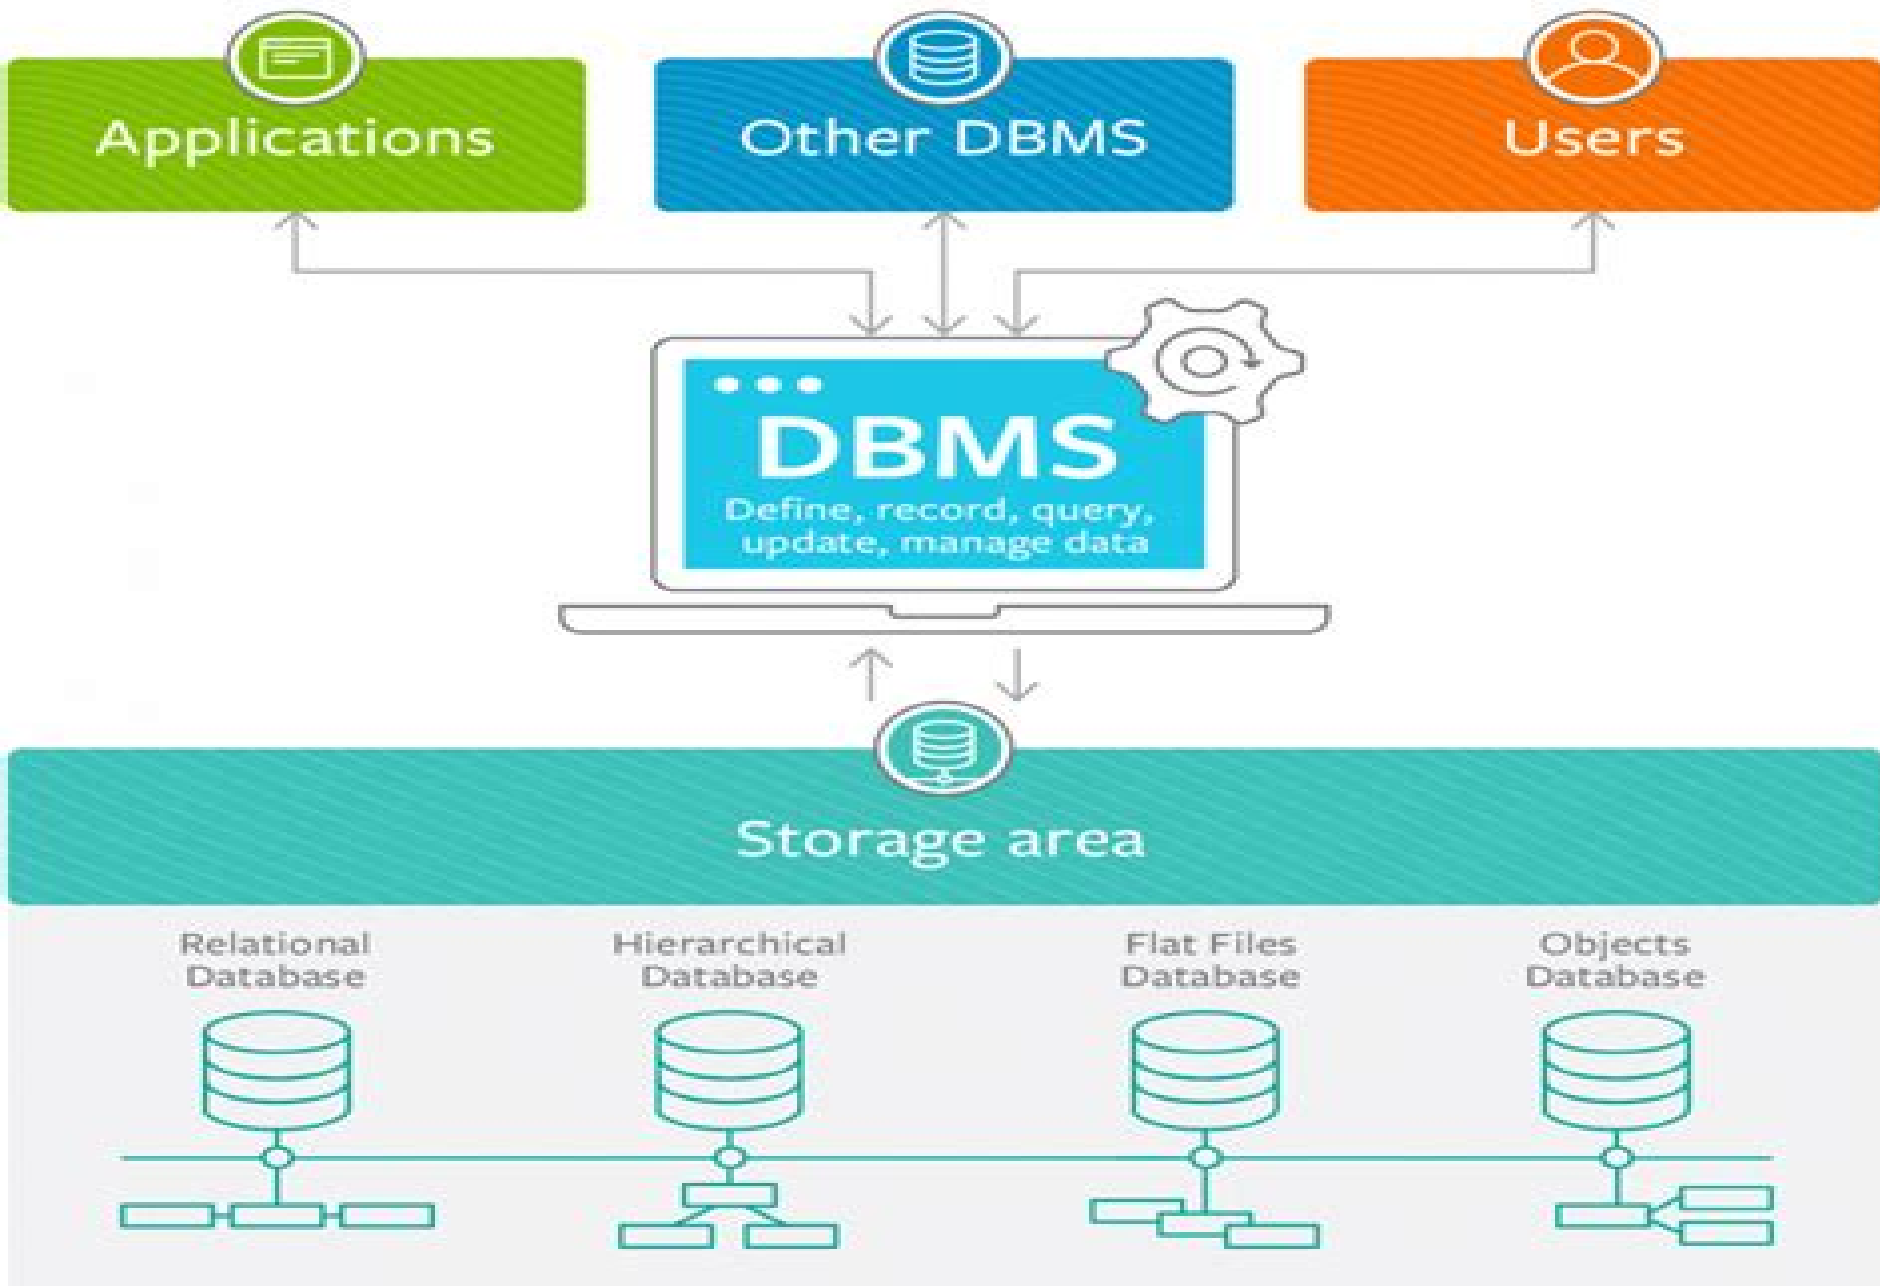 Applications
Other DBMS
Users
DBMS
Define, record, query,
update, manage data
Storage area
Relational
Database
Hierarchical
Database
Flat Files
Database
Objects
Database